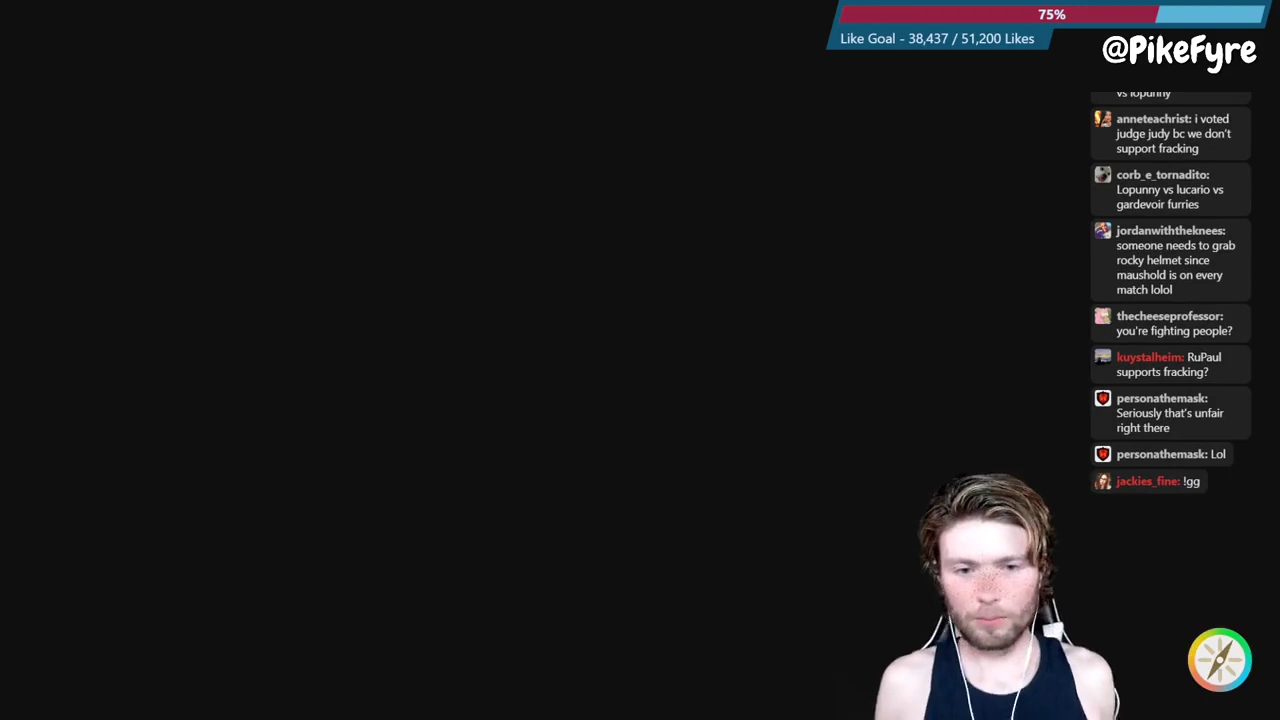 75%
Like Goal - 38,437 / 51,200 Likes
@PikeFyre
vs lopunny
anneteachrist: i voted
judge judy bc we don't
support fracking
corb_e_tornadito:
Lopunny vs lucario vs
gardevoir furries
jordanwiththeknees:
someone needs to grab
rocky helmet since
maushold is on every
match lolol
thecheeseprofessor:
you're fighting people?
kuystalheim: RuPaul
supports fracking?
personathemask:
Seriously that's unfair
right there
personathemask: Lol
jackies_fine: !gg